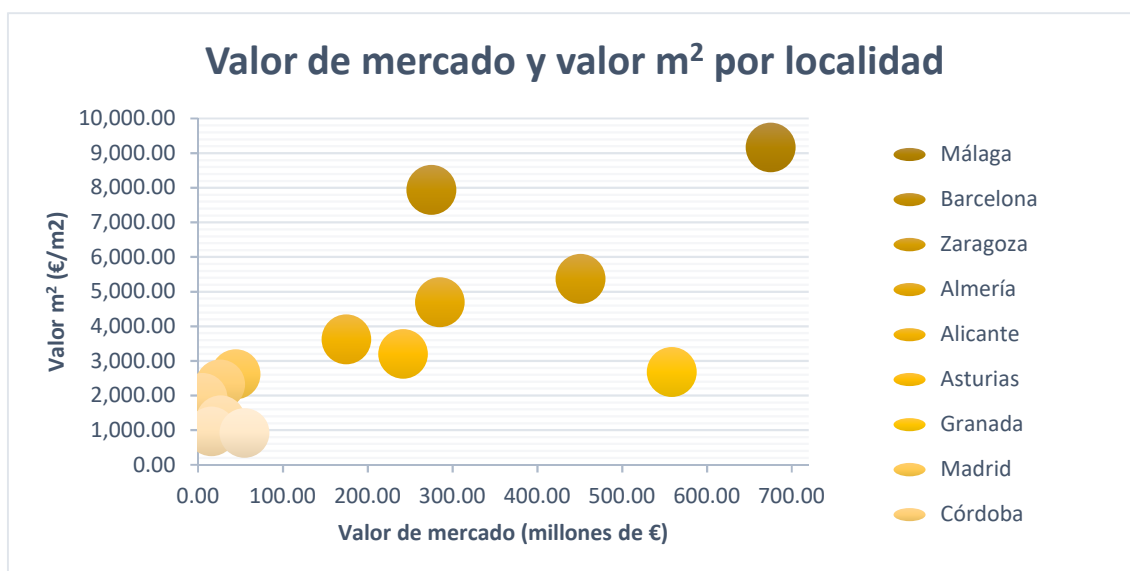 Valor de mercado y valor m² por localidad
10,000.00
9,000.00
8,000.00
7,000.00
6,000.00
5,000.00
4,000.00
3,000.00
2,000.00
1,000.00
0.00
Valor m² (€/m2)
0.00 100.00 200.00 300.00 400.00 500.00 600.00 700.00
Valor de mercado (millones de €)
Málaga
Barcelona
Zaragoza
Almería
Alicante
Asturias
Granada
Madrid
Córdoba